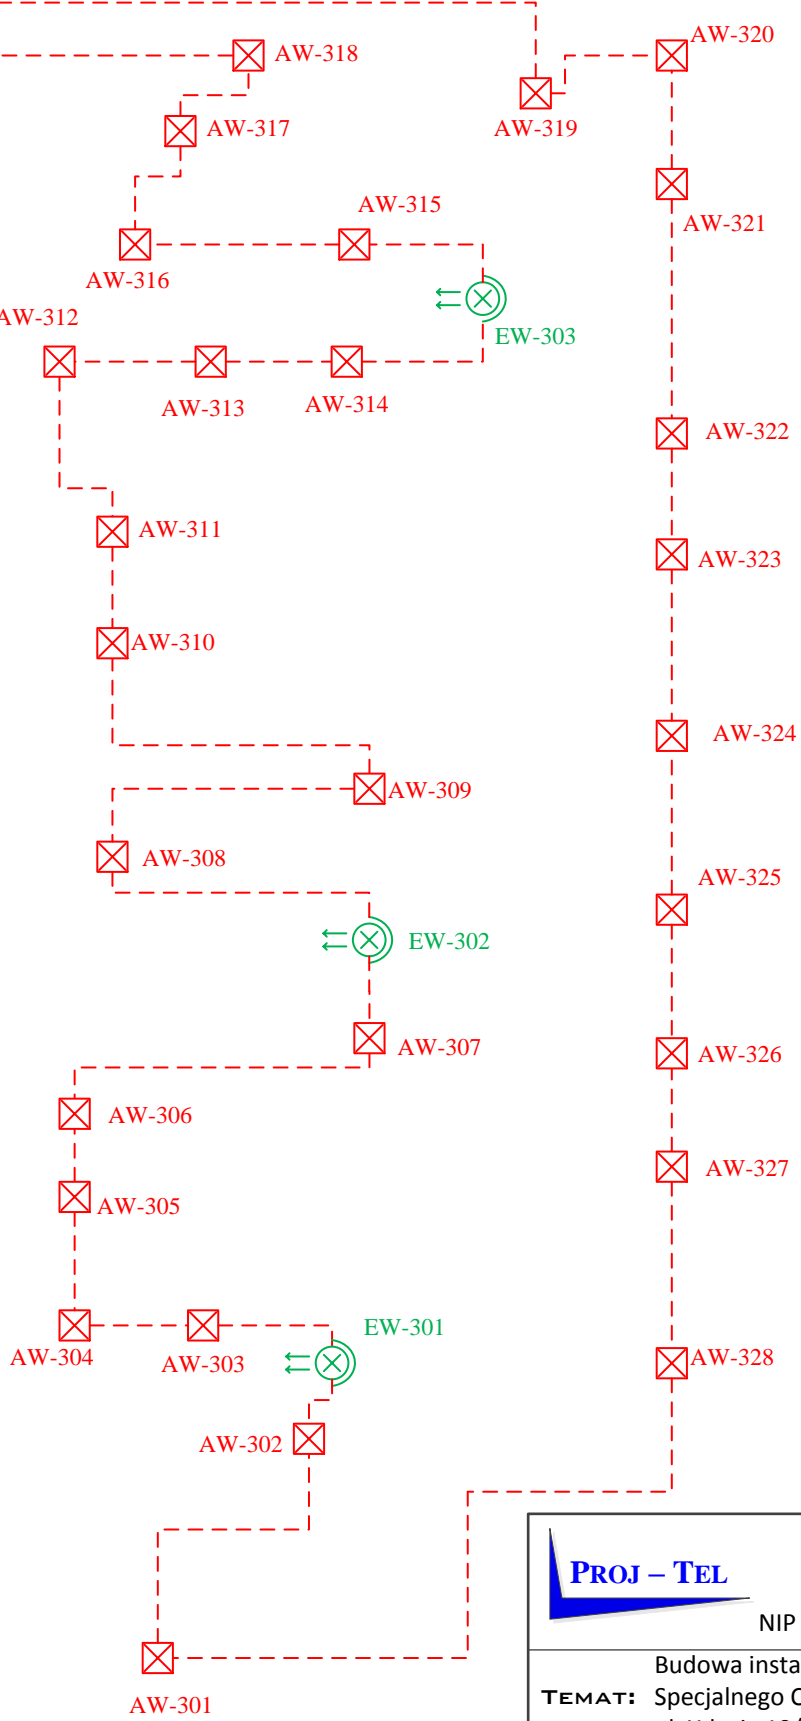 AW-320
AW-318
AW-317
AW-319
AW-315
AW-321
AW-316
AW-312
EW-303
AW-313
AW-314
AW-322
AW-311
AW-323
AW-310
AW-324
AW-309
AW-308
AW-325
EW-302
AW-307
AW-326
AW-306
AW-327
AW-305
EW-301
AW-304
AW-303
AW-328
AW-302
PROJ – TEL
NIP
Budowa insta
TEMAT: Specjalnego
AW-301